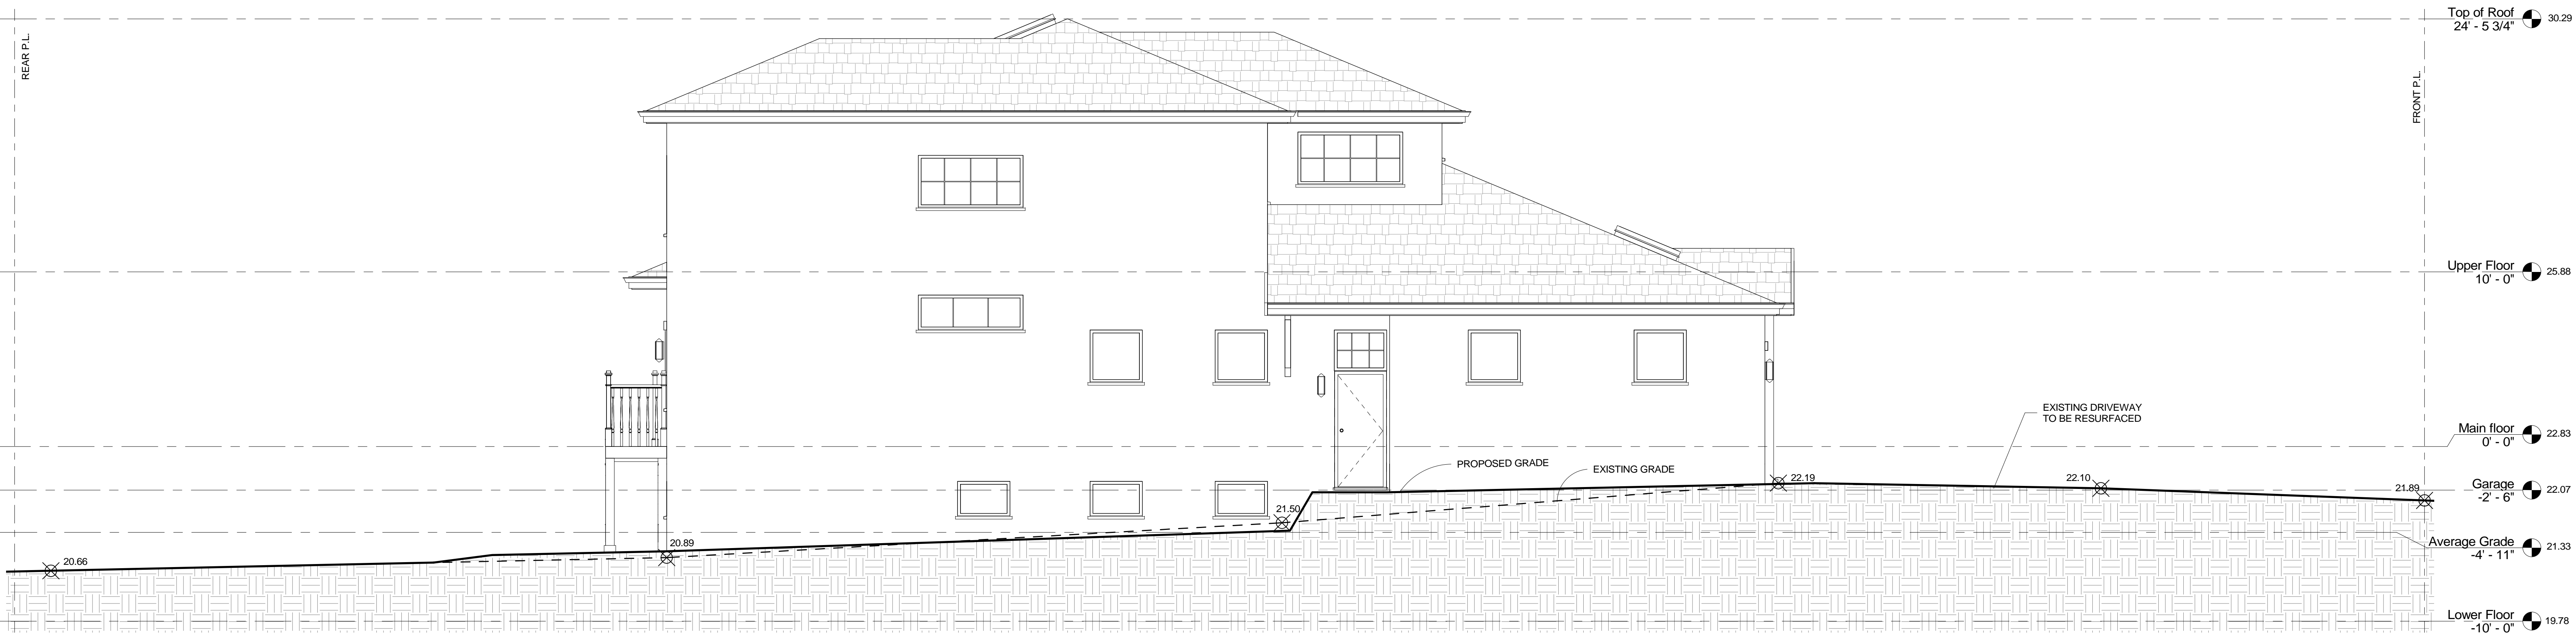 REAR P.L.
FRONT P.L.
Top of Roof
24' - 5 3/4"
30.29
Upper Floor
10' - 0"
25.88
EXISTING DRIVEWAY
TO BE RESURFACED
Main floor
0' - 0"
22.83
PROPOSED GRADE
EXISTING GRADE
22.19
22.10
21.89
Garage
-2' - 6"
22.07
21.50
20.89
20.66
Average Grade
-4' - 11"
21.33
Lower Floor
-10' - 0"
19.78